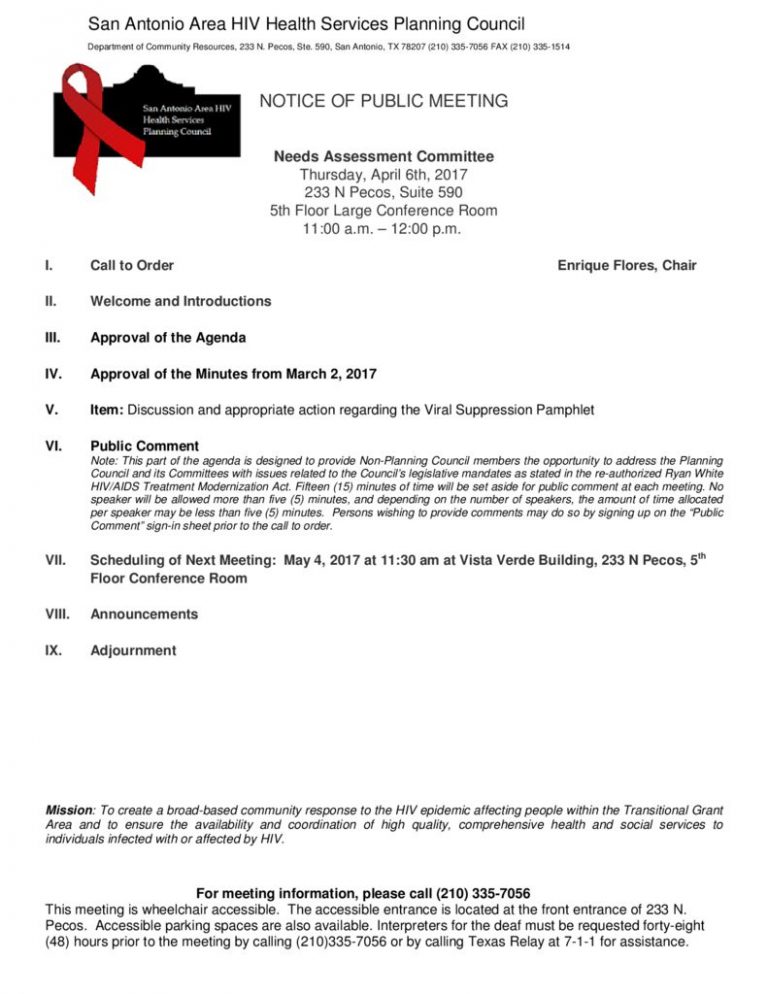 San Antonio Area HIV Health Services Planning Council
Department of Community Resources, 233 N. Pecos, Ste. 590, San Antonio, TX 78207 (210) 335-7056 FAX (210) 335-1514
San Antonio Area HIV
Health Services
Planning Council
NOTICE OF PUBLIC MEETING
Needs Assessment Committee
Thursday, April 6th, 2017
233 N Pecos, Suite 590
5th Floor Large Conference Room
11:00 a.m. – 12:00 p.m.
I. Call to Order Enrique Flores, Chair
II. Welcome and Introductions
III. Approval of the Agenda
IV. Approval of the Minutes from March 2, 2017
V. Item: Discussion and appropriate action regarding the Viral Suppression Pamphlet
VI. Public Comment
Note: This part of the agenda is designed to provide Non-Planning Council members the opportunity to address the Planning
Council and its Committees with issues related to the Council's legislative mandates as stated in the re-authorized Ryan White
HIV/AIDS Treatment Modernization Act. Fifteen (15) minutes of time will be set aside for public comment at each meeting. No
speaker will be allowed more than five (5) minutes, and depending on the number of speakers, the amount of time allocated
per speaker may be less than five (5) minutes. Persons wishing to provide comments may do so by signing up on the "Public
Comment" sign-in sheet prior to the call to order.
VII. Scheduling of Next Meeting: May 4, 2017 at 11:30 am at Vista Verde Building, 233 N Pecos, 5th
Floor Conference Room
VIII. Announcements
IX. Adjournment
Mission: To create a broad-based community response to the HIV epidemic affecting people within the Transitional Grant
Area and to ensure the availability and coordination of high quality, comprehensive health and social services to
individuals infected with or affected by HIV.
For meeting information, please call (210) 335-7056
This meeting is wheelchair accessible. The accessible entrance is located at the front entrance of 233 N.
Pecos. Accessible parking spaces are also available. Interpreters for the deaf must be requested forty-eight
(48) hours prior to the meeting by calling (210)335-7056 or by calling Texas Relay at 7-1-1 for assistance.